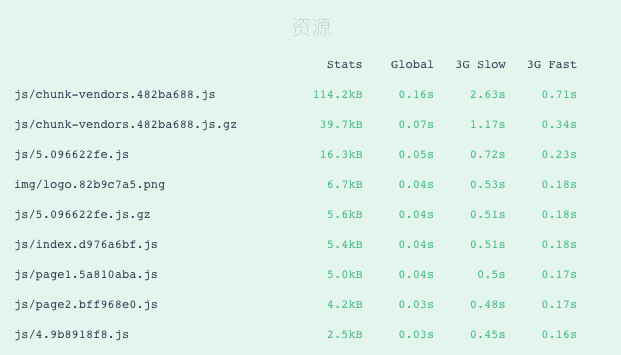 资源
Stats Global 3G Slow 3G Fast
js/chunk-vendors.482ba688.js 114.2kB 0.16s 2.63s 0.71s
js/chunk-vendors.482ba688.js.gz 39.7kB 0.07s 1.17s 0.34s
js/5.096622fe.js 16.3kB 0.05s 0.72s 0.23s
img/logo.82b9c7a5.png 6.7kB 0.04s 0.53s 0.18s
js/5.096622fe.js.gz 5.6kB 0.04s 0.51s 0.18s
js/index.d976a6bf.js 5.4kB 0.04s 0.51s 0.18s
js/page1.5a810aba.js 5.0kB 0.04s 0.5s 0.17s
js/page2.bff968e0.js 4.2kB 0.03s 0.48s 0.17s
js/4.9b8918f8.js 2.5kB 0.03s 0.45s 0.16s